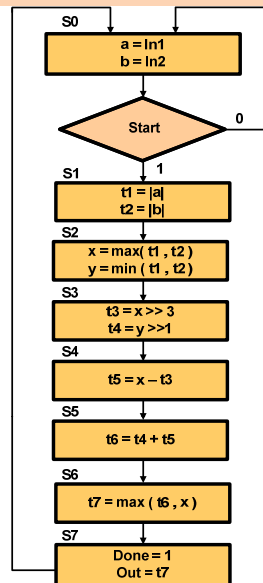 S0
a = In1
b = In2
Start
0
1
S1
t1 = |a|
t2 = |b|
S2
x = max( t1 , t2 )
y = min ( t1 , t2 )
S3
t3 = x >> 3
t4 = y >>1
S4
t5 = x – t3
S5
t6 = t4 + t5
S6
t7 = max ( t6 , x )
S7
Done = 1
Out = t7